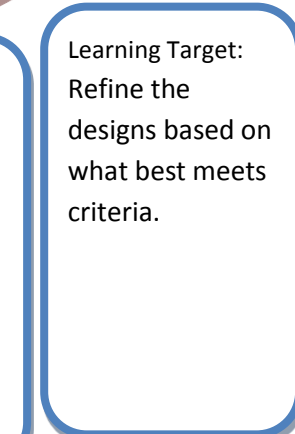 Learning Target:
Refine the
designs based on
what best meets
criteria.